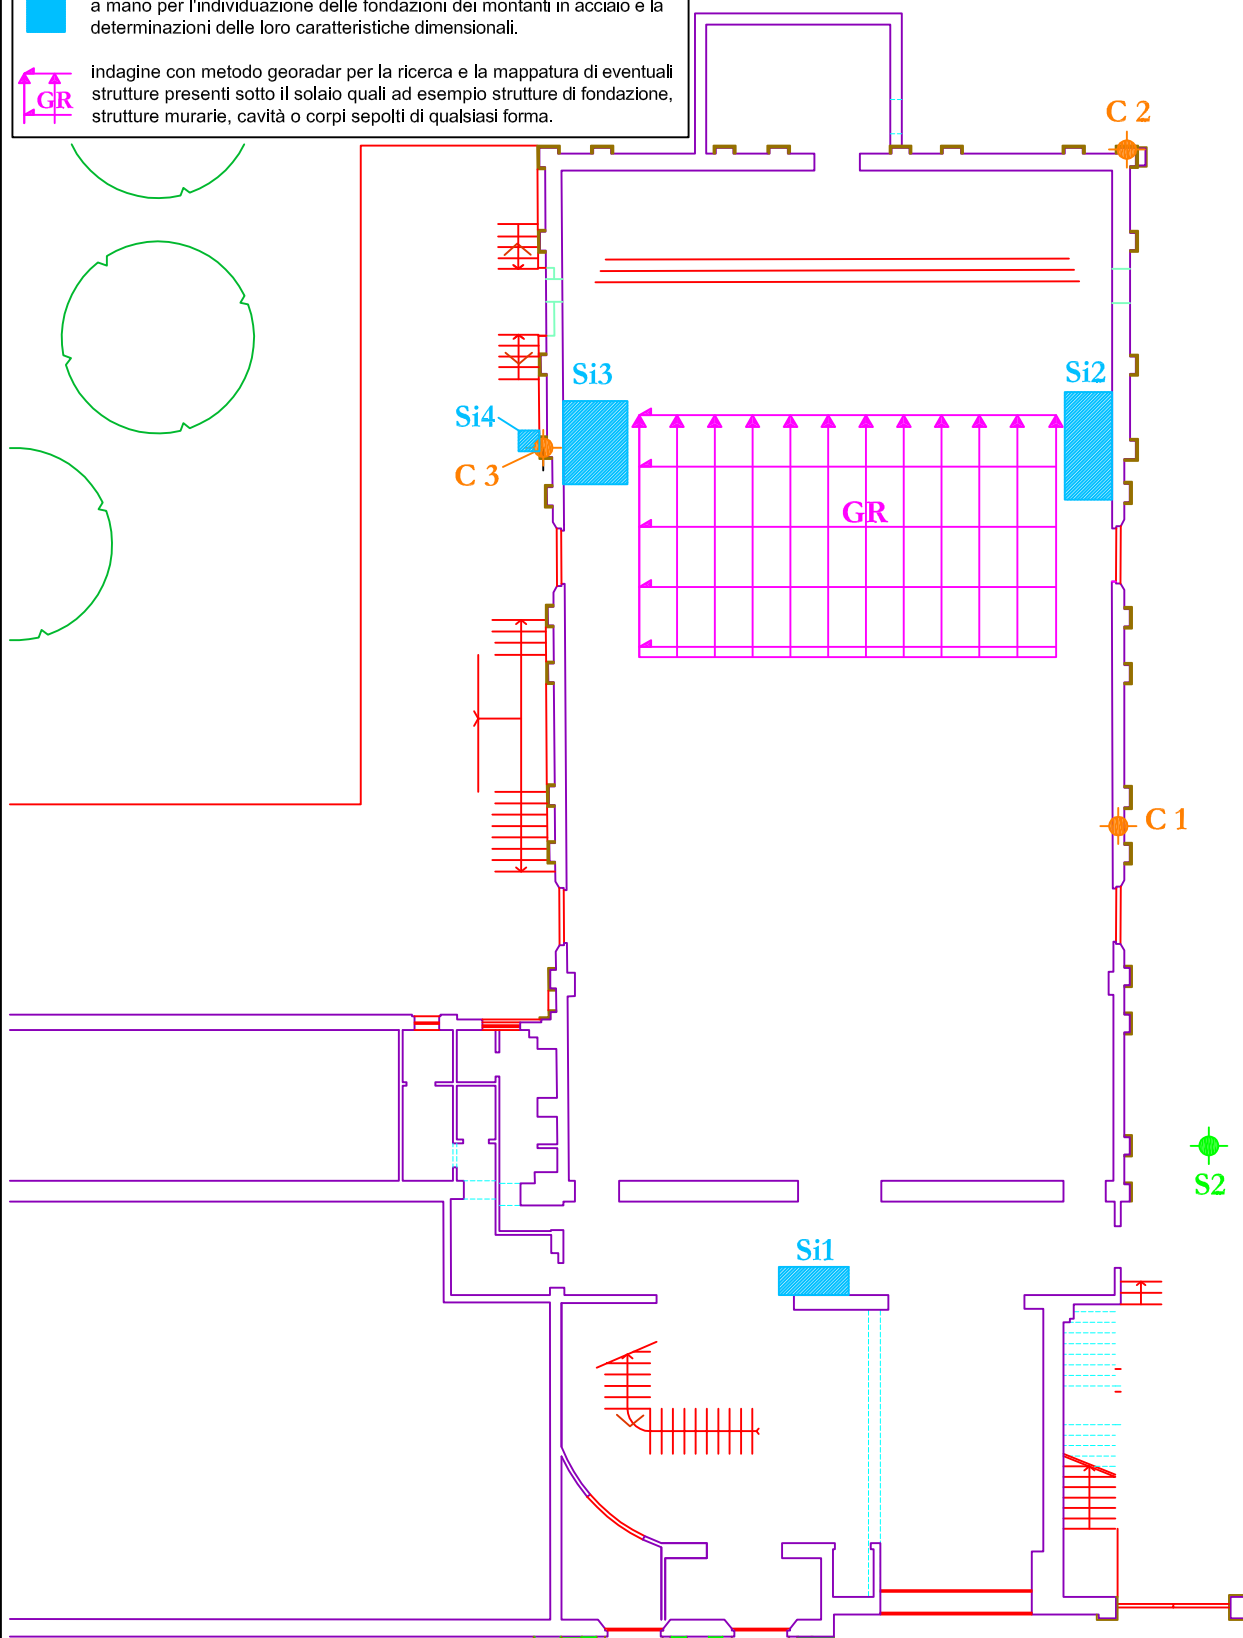 a mano per l'individuazione delle fondazioni dei montanti in acciaio e la
determinazioni delle loro caratteristiche dimensionali.
GR
indagine con metodo georadar per la ricerca e la mappatura di eventuali
strutture presenti sotto il solaio quali ad esempio strutture di fondazione,
strutture murarie, cavità o corpi sepolti di qualsiasi forma.
C 2
Si3
Si2
Si4
C 3
GR
C 1
S2
Si1